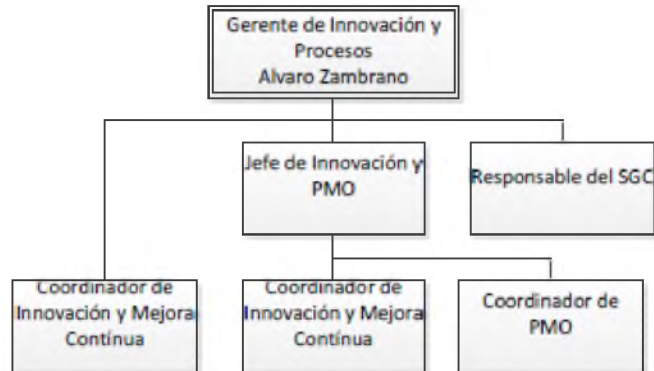 Gerente de Innovación y
Procesos
Alvaro Zambrano
Jefe de Innovación y
PMO
Responsable del SGC
Coordinador de
Innovación y Mejora
Contínua
Coordinador de
Innovación y Mejora
Contínua
Coordinador de
PMO